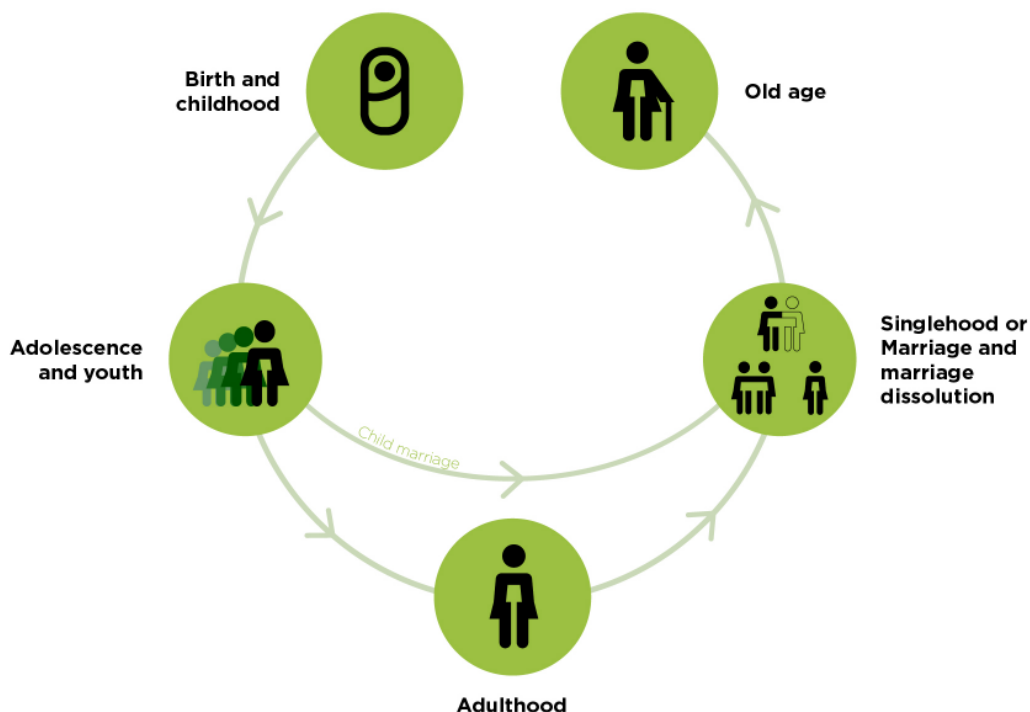 Birth and
childhood
Old age
Adolescence
and youth
Child marriage
Singlehood or
Marriage and
marriage
dissolution
Adulthood